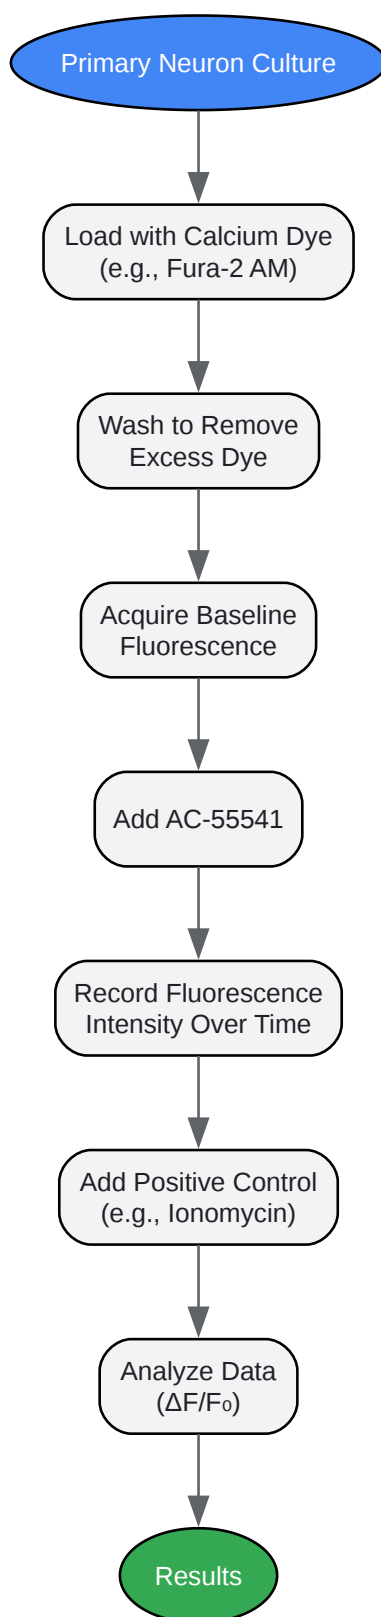 Primary Neuron Culture
Load with Calcium Dye
(e.g., Fura-2 AM)
Wash to Remove
Excess Dye
Acquire Baseline
Fluorescence
Add AC-55541
Record Fluorescence
Intensity Over Time
Add Positive Control
(e.g., Ionomycin)
Analyze Data
(ΔF/F₀)
Results